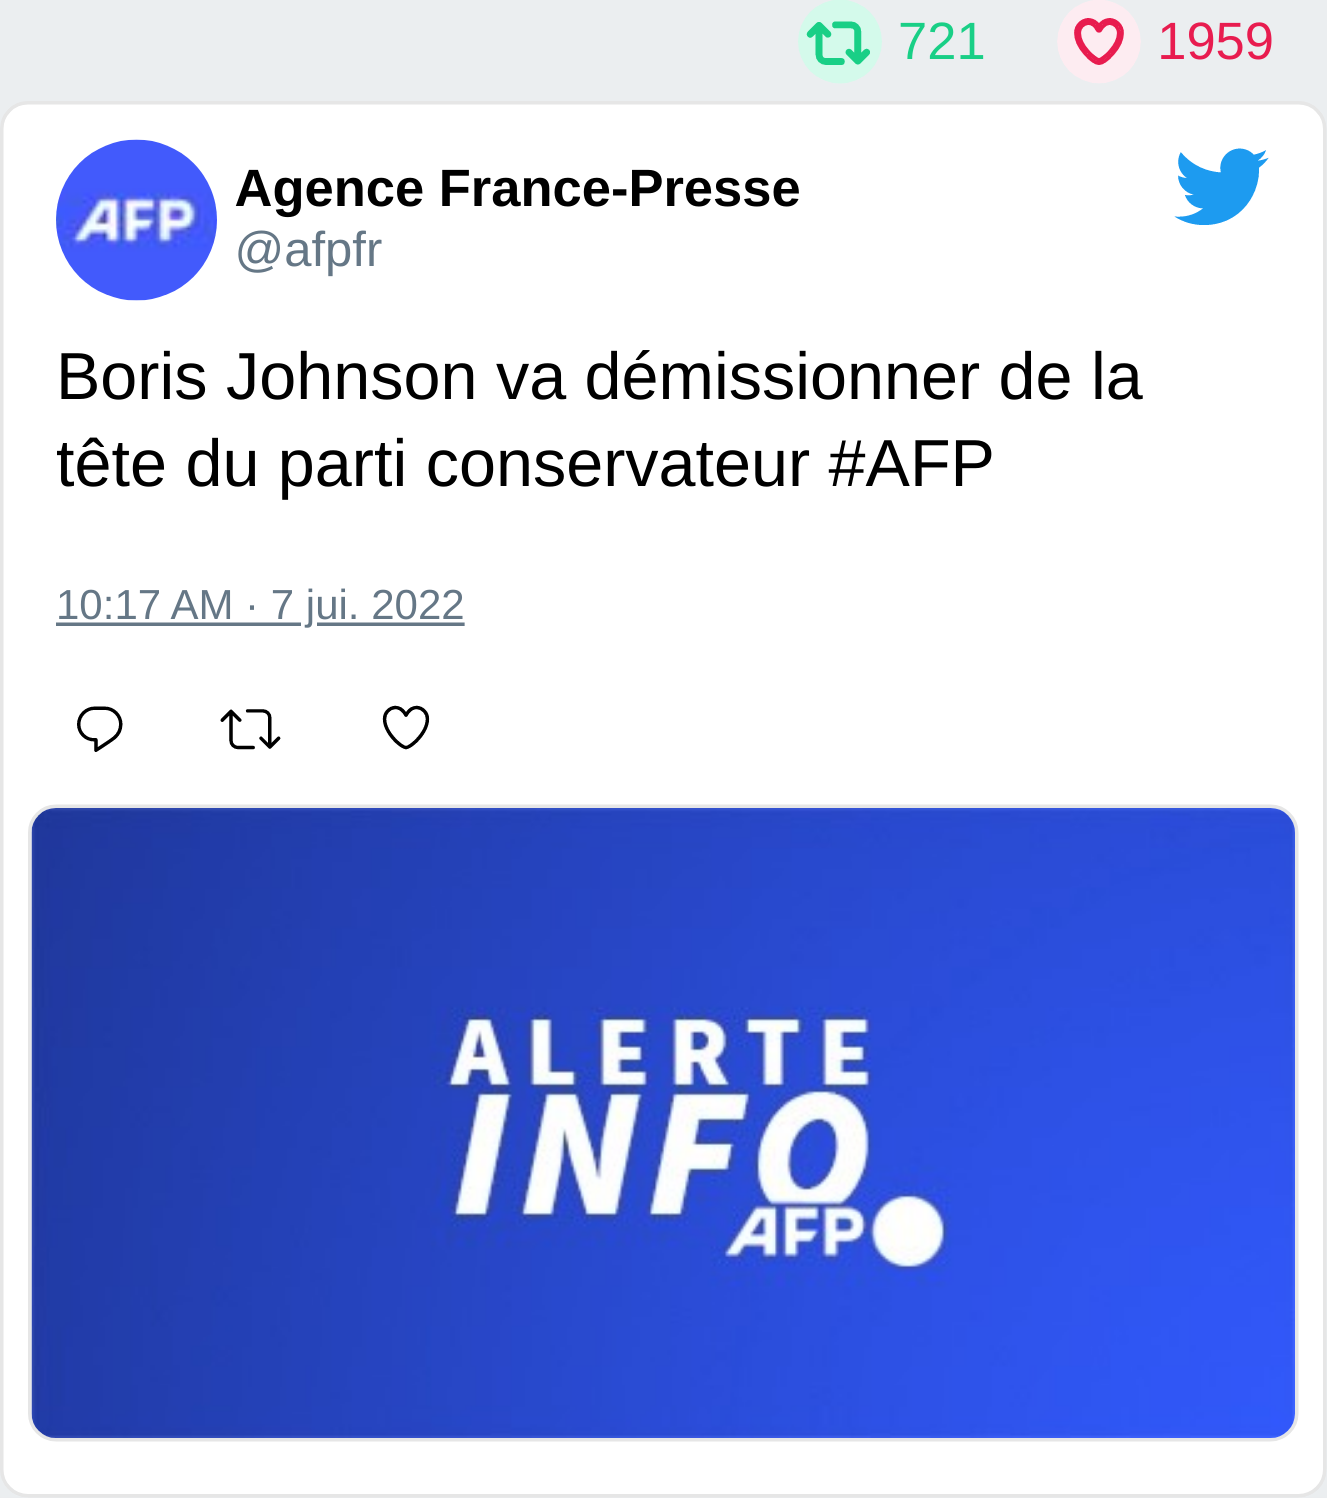 721 1959
AFP
Agence France-Presse
@afpfr
Boris Johnson va démissionner de la
tête du parti conservateur #AFP
10:17 AM · 7 jui. 2022
ALERTE
INFO
AFP